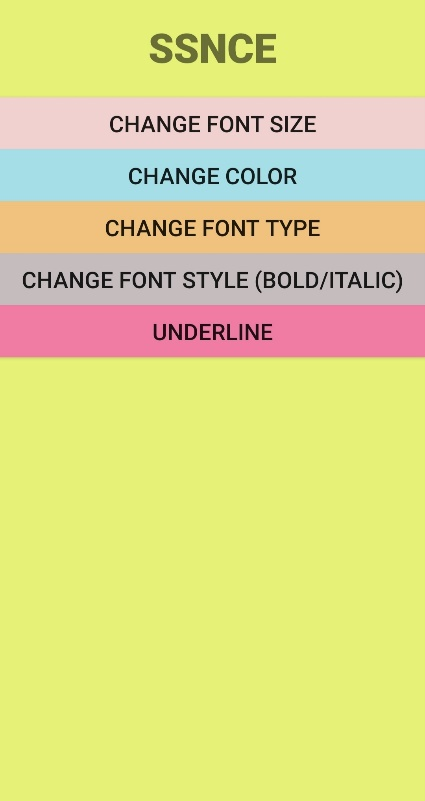 SSNCE
CHANGE FONT SIZE
CHANGE COLOR
CHANGE FONT TYPE
CHANGE FONT STYLE (BOLD/ITALIC)
UNDERLINE